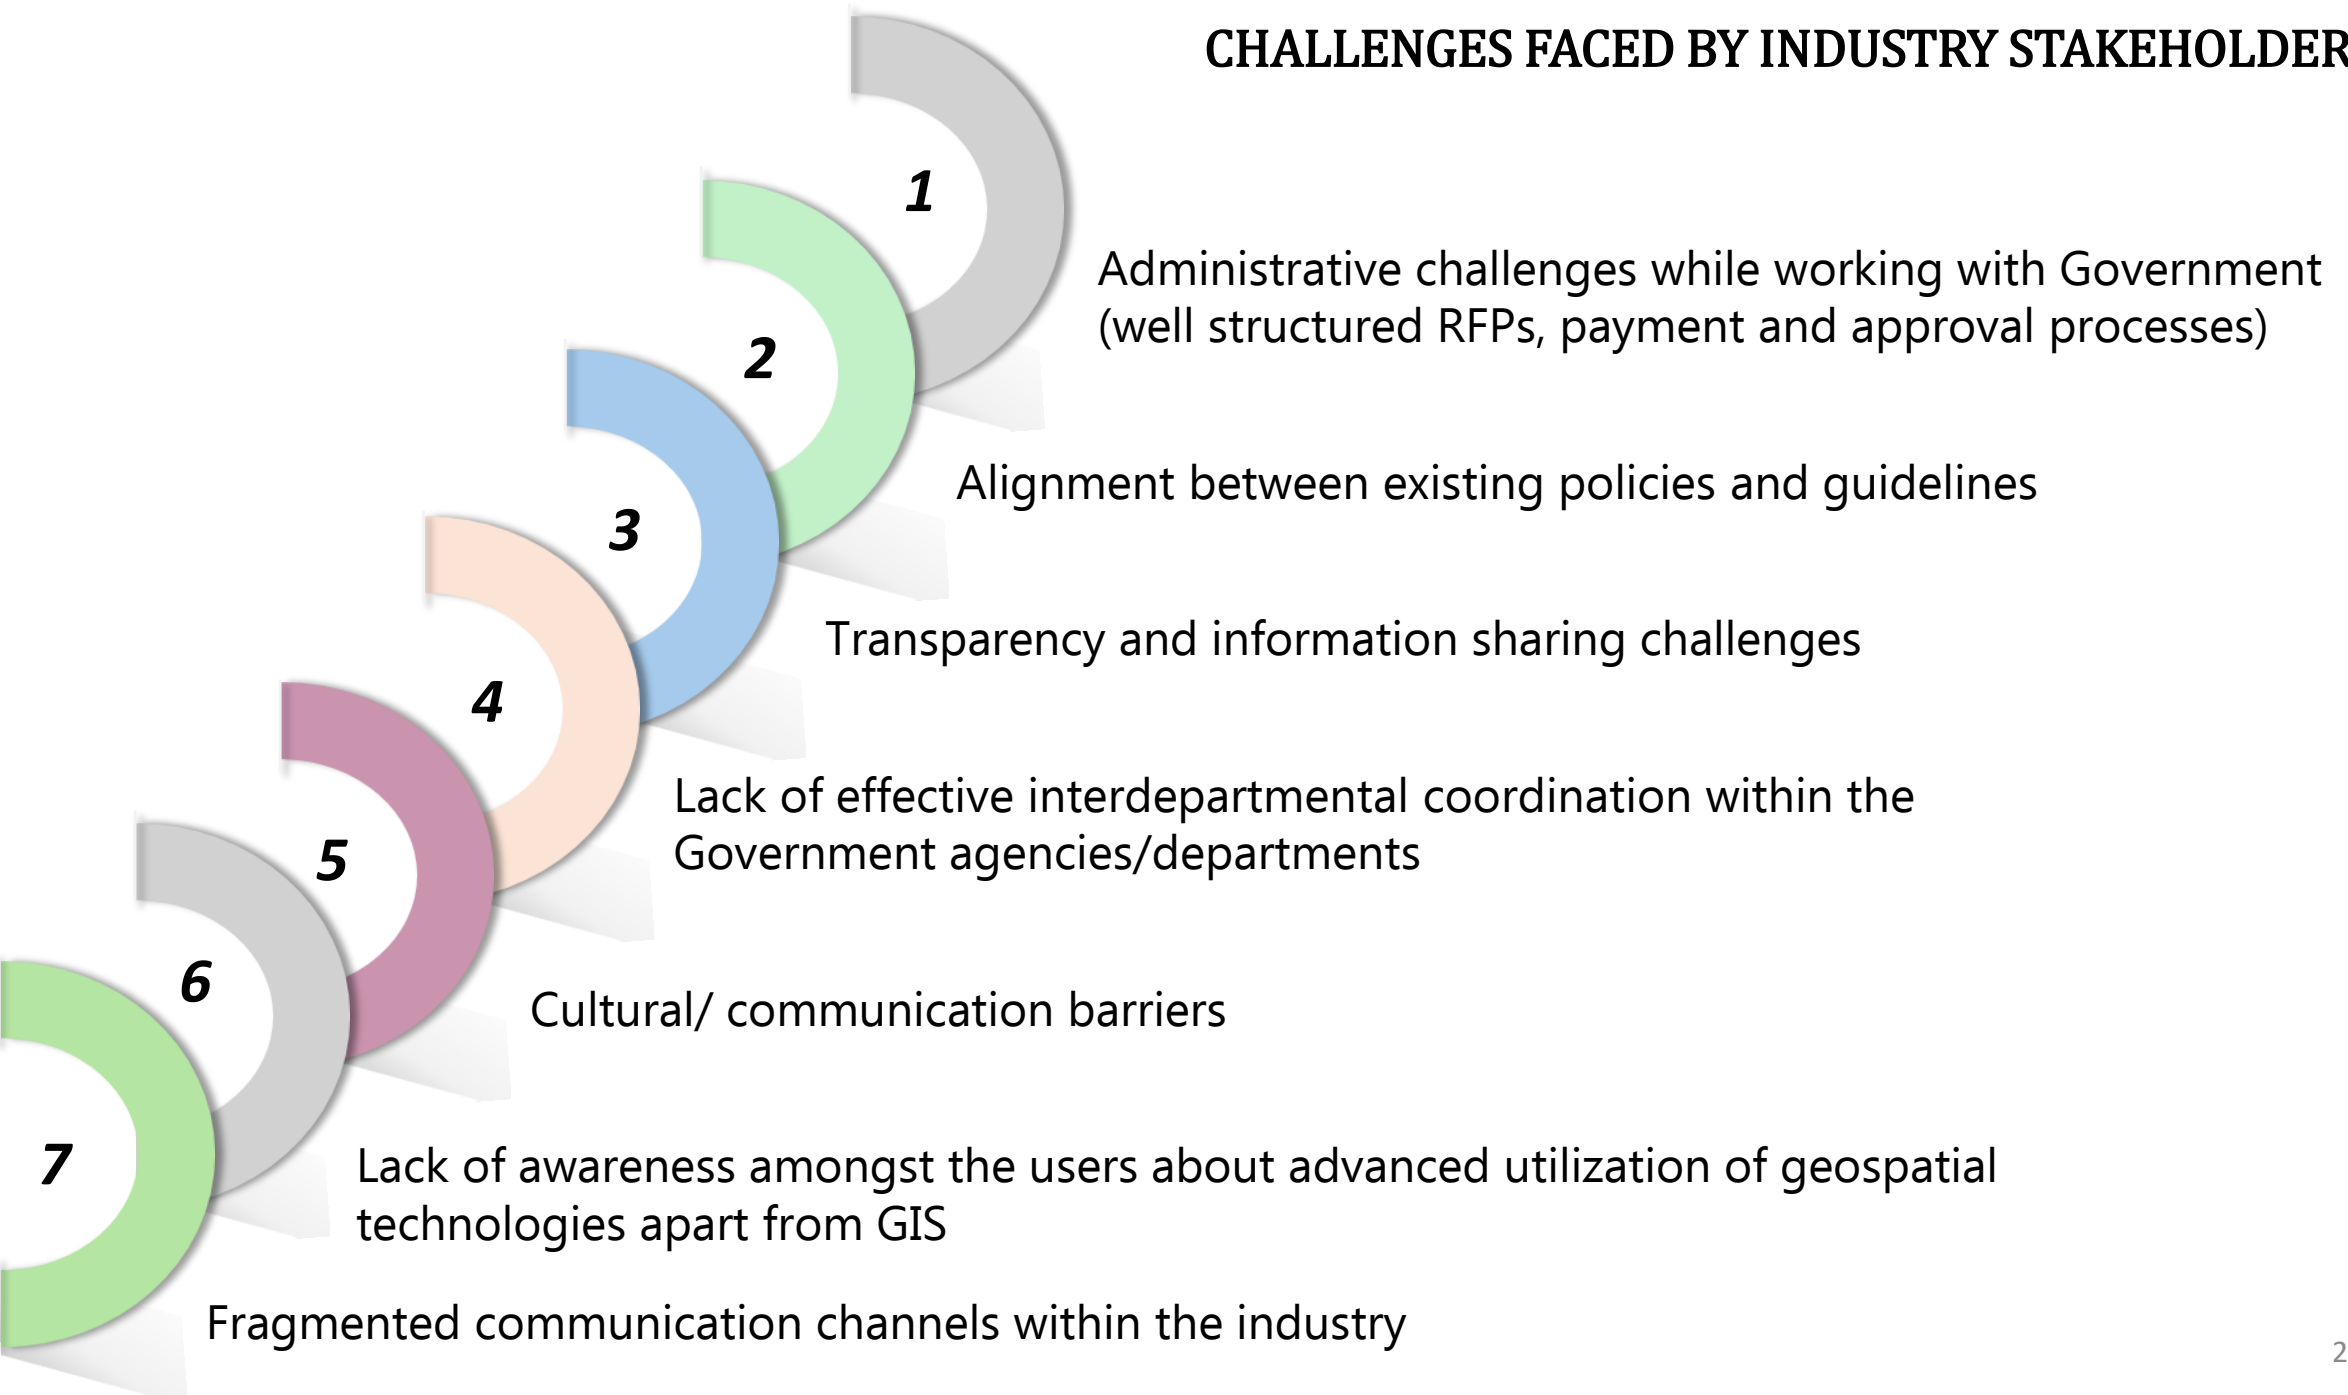 CHALLENGES FACED BY INDUSTRY STAKEHOLDER
1
Administrative challenges while working with Government
(well structured RFPs, payment and approval processes)
2
Alignment between existing policies and guidelines
3
Transparency and information sharing challenges
4
Lack of effective interdepartmental coordination within the
Government agencies/departments
5
Cultural/ communication barriers
6
Lack of awareness amongst the users about advanced utilization of geospatial
technologies apart from GIS
7
Fragmented communication channels within the industry
2